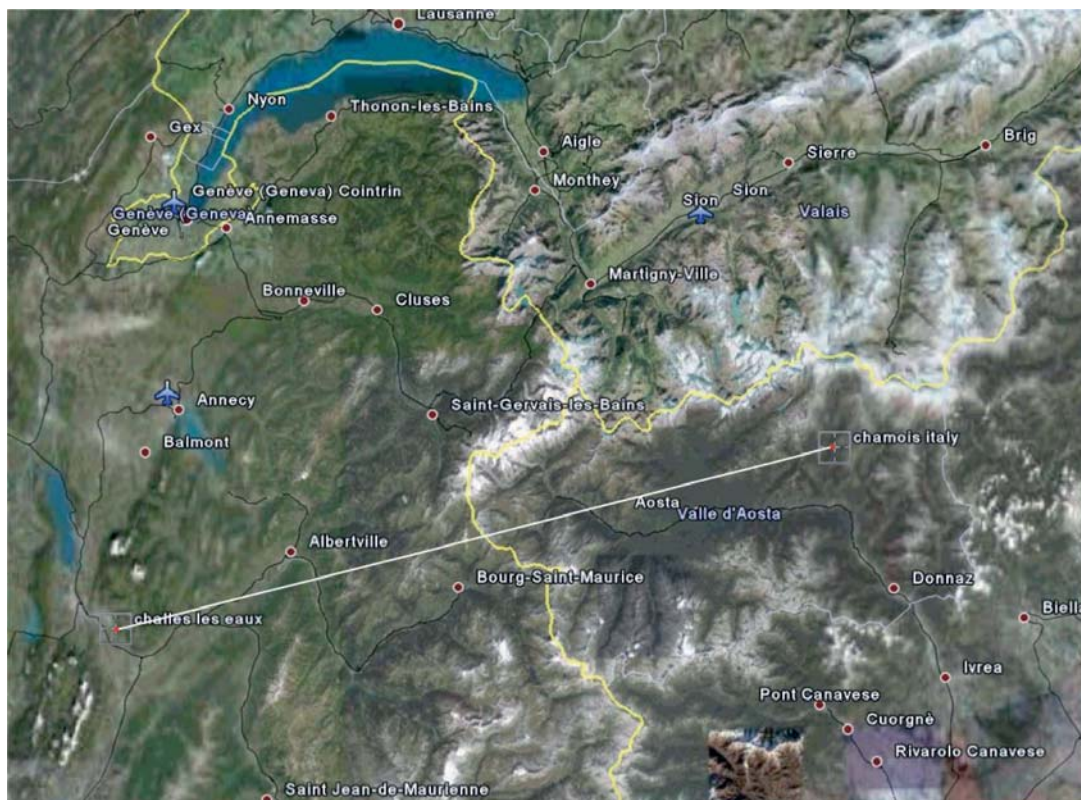 Lausanne
Nyon
Thonon-les-Bains
Gex
Aigle
Brig
Sierre
Monthey
Genève (Geneva) Cointrin
Sion
Sion
Genève (Geneva)
Annemasse
Valais
Genève
Martigny-Ville
Bonneville
Cluses
Annecy
Saint-Gervais-les-Bains
Balmont
chamois italy
Aosta
Valle d'Aosta
Albertville
Bourg-Saint-Maurice
Donnaz
Biella
challes les eaux
Ivrea
Pont Canavese
Cuorgnè
Rivarolo Canavese
Saint Jean-de-Maurienne